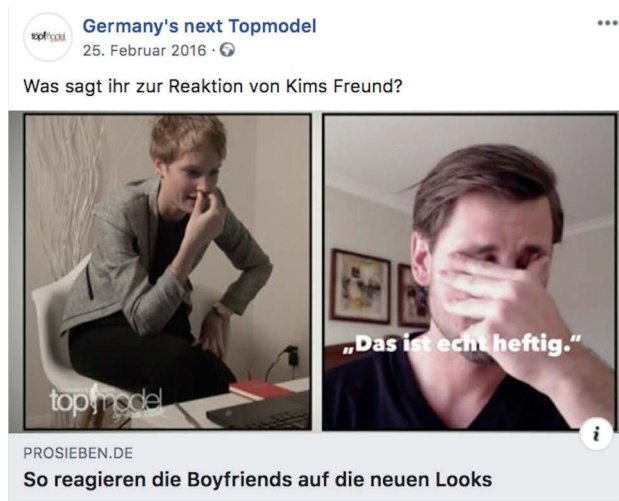 topmodel
Germany's next Topmodel
25. Februar 2016 ·
Was sagt ihr zur Reaktion von Kims Freund?
„Das ist echt heftig.“
topmodel
PROSIEBEN.DE
So reagieren die Boyfriends auf die neuen Looks